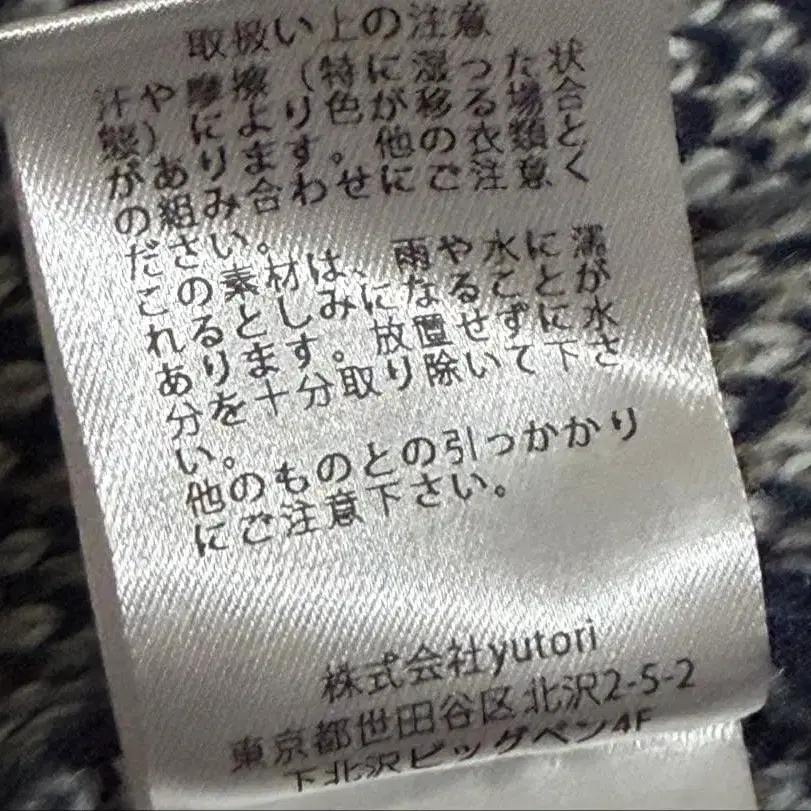 取扱い上の注意
汗や摩擦(特に湿った状
態)により色が移る場合
があります。他の衣類と
の組み合わせにご注意く
ださい。
この素材は、雨や水に濡
れるとしみになることが
あります。放置せずに水
分を十分取り除いて下さ
い。
他のものとの引っかかり
にご注意下さい。
株式会社yutori
東京都世田谷区北沢2-5-2
下北沢ビッグベン4F